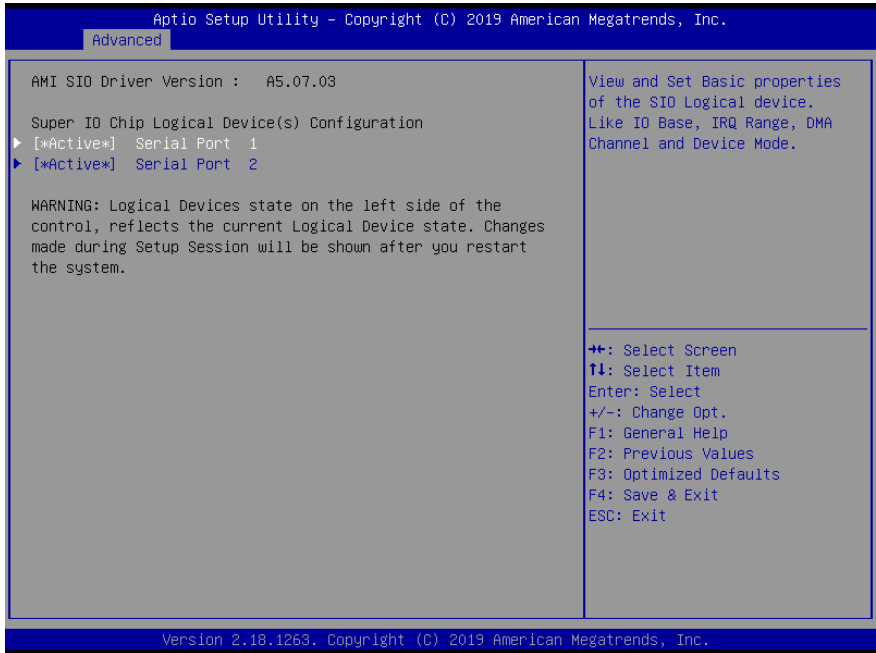 Aptio Setup Utility – Copyright (C) 2019 American Megatrends, Inc.
Advanced
AMI SIO Driver Version :   A5.07.03
Super IO Chip Logical Device(s) Configuration
[*Active*]  Serial Port  1
[*Active*]  Serial Port  2
WARNING: Logical Devices state on the left side of the
control, reflects the current Logical Device state. Changes
made during Setup Session will be shown after you restart
the system.
View and Set Basic properties
of the SIO Logical device.
Like IO Base, IRQ Range, DMA
Channel and Device Mode.
→←: Select Screen
↑↓: Select Item
Enter: Select
+/–: Change Opt.
F1: General Help
F2: Previous Values
F3: Optimized Defaults
F4: Save & Exit
ESC: Exit
Version 2.18.1263. Copyright (C) 2019 American Megatrends, Inc.